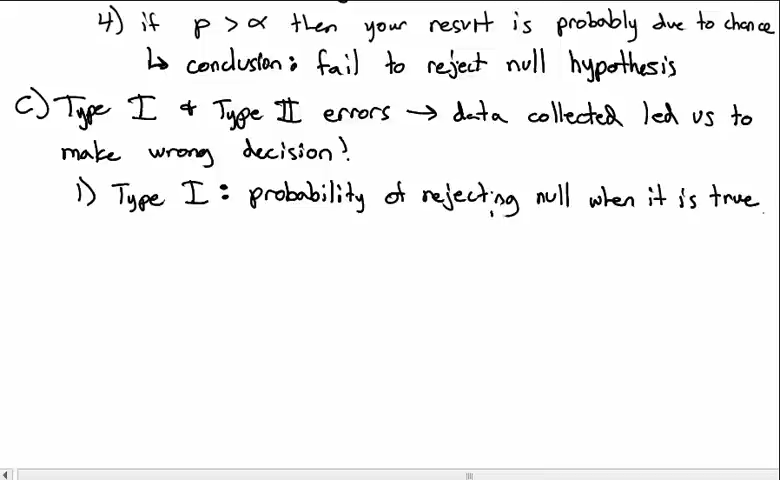 4) if p > α then your result is probably due to chance
↳ conclusion: fail to reject null hypothesis
C) Type I & Type II errors → data collected led us to
make wrong decision!
1) Type I: probability of rejecting null when it is true.